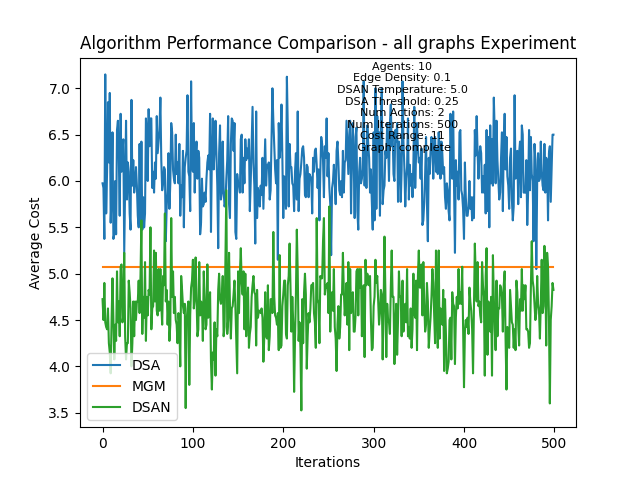 Algorithm Performance Comparison - all graphs Experiment
Agents: 10
Edge Density: 0.1
DSAN Temperature: 5.0
DSA Threshold: 0.25
Num Actions: 2
Num Iterations: 500
Cost Range: 11
Graph: complete
Average Cost
7.0
6.5
6.0
5.5
5.0
4.5
4.0
3.5
DSA
MGM
DSAN
0
100
200
300
400
500
Iterations